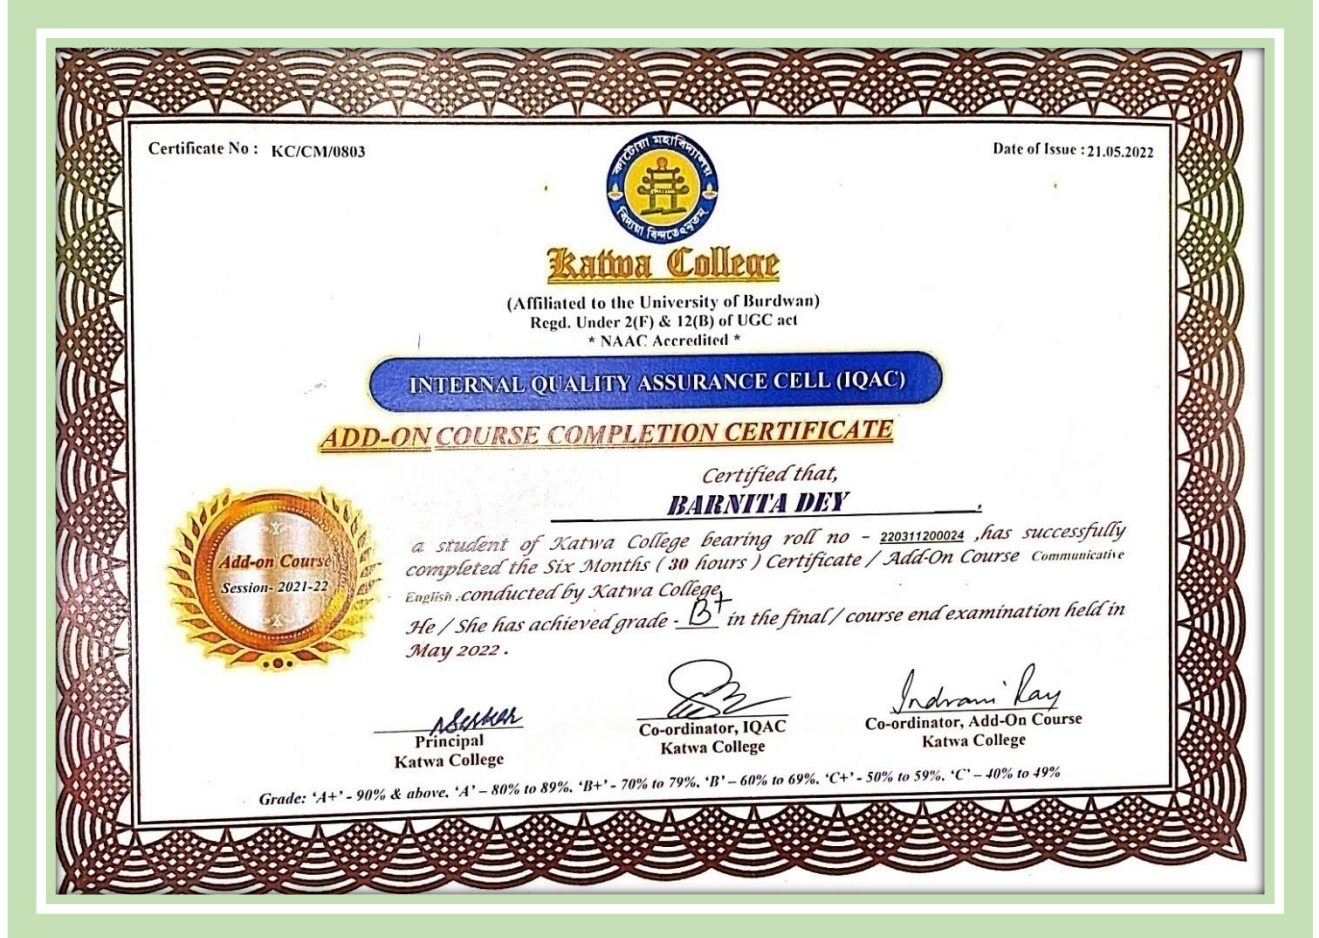 Certificate No : KC/CM/0803
Date of Issue : 21.05.2022
কাটোয়া মহাবিদ্যালয়
বিদ্যয়া বিন্দতেঽমৃতম্
Katwa College
(Affiliated to the University of Burdwan)
Regd. Under 2(F) & 12(B) of UGC act
* NAAC Accredited *
INTERNAL QUALITY ASSURANCE CELL (IQAC)
ADD-ON COURSE COMPLETION CERTIFICATE
Certified that,
BARNITA DEY .
a student of Katwa College bearing roll no - 220311200024 ,has successfully
completed the Six Months ( 30 hours ) Certificate / Add-On Course Communicative
English .conducted by Katwa College
He / She has achieved grade - B+ in the final / course end examination held in
May 2022 .
Add-on Course
Session- 2021-22
Principal
Katwa College
Co-ordinator, IQAC
Katwa College
Indrani Ray
Co-ordinator, Add-On Course
Katwa College
Grade: 'A+' - 90% & above, 'A' – 80% to 89%, 'B+' - 70% to 79%, 'B' – 60% to 69%, 'C+' - 50% to 59%, 'C' – 40% to 49%